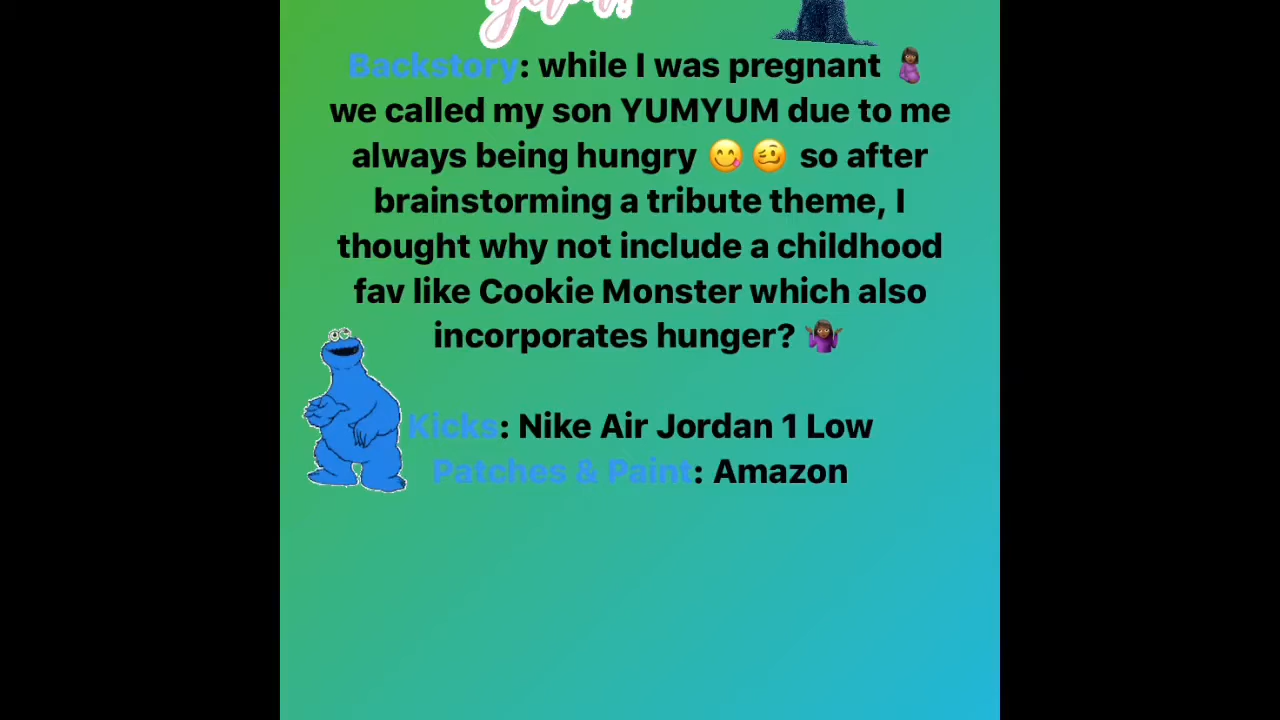 Backstory: while I was pregnant 🤰🏾
we called my son YUMYUM due to me
always being hungry 😋 🥴 so after
brainstorming a tribute theme, I
thought why not include a childhood
fav like Cookie Monster which also
incorporates hunger? 🤷🏾‍♀️
Kicks: Nike Air Jordan 1 Low
Patches & Paint: Amazon